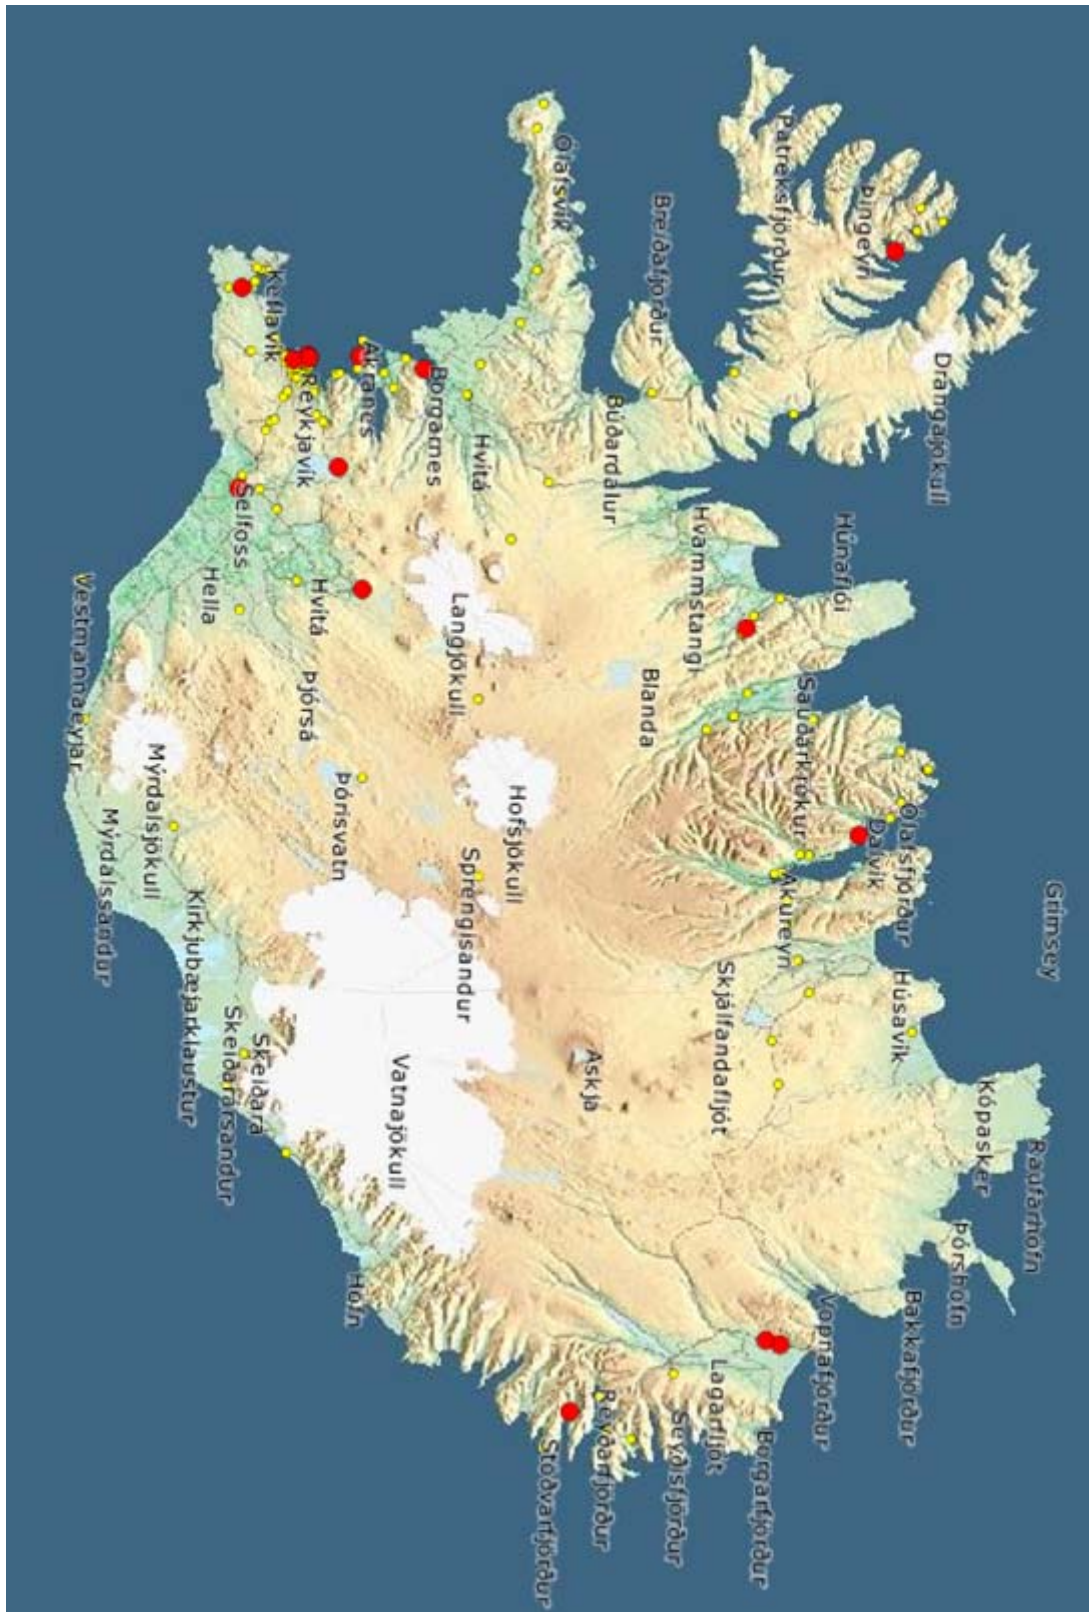 Grímsey
Raufarhöfn
Kópasker
Þórshöfn
Drangajökull
Húsavík
Ólafsfjörður
Bakkafjörður
Þingeyri
Dalvík
Húnaflói
Vopnafjörður
Sauðárkrókur
Akureyri
Patreksfjörður
Borgarfjörður
Skjálfandafljót
Lagarfljót
Hvammstangi
Seyðisfjörður
Breiðafjörður
Blanda
Búðardalur
Reyðarfjörður
Askja
Ólafsvík
Stöðvarfjörður
Hofsjökull
Hvítá
Sprengisandur
Langjökull
Borgarnes
Vatnajökull
Akranes
Höfn
Þórisvatn
Hvítá
Þjórsá
Reykjavík
Keflavík
Skeiðará
Selfoss
Skeiðarársandur
Hella
Kirkjubæjarklaustur
Mýrdalsjökull
Mýrdalssandur
Vestmannaeyjar